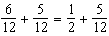 6/12 + 5/12 = 1/2 + 5/12